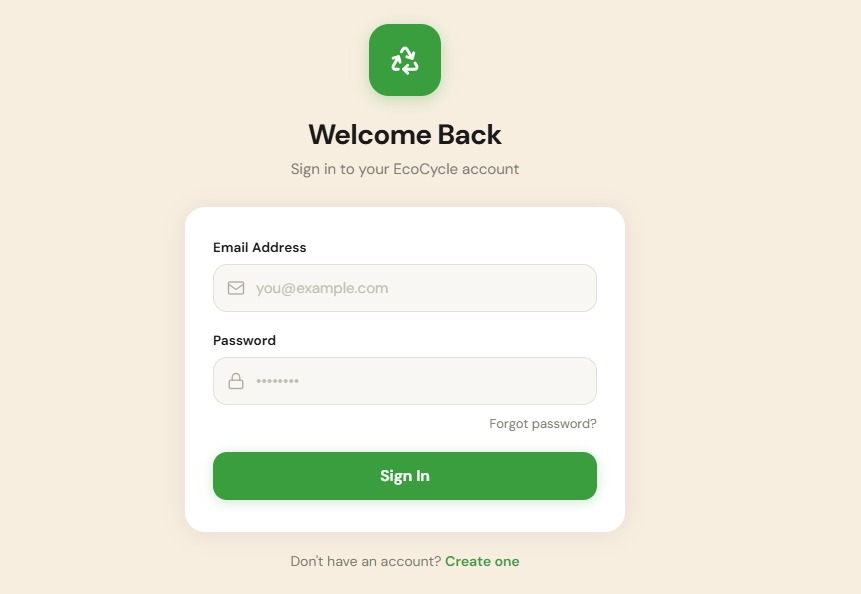 Welcome Back
Sign in to your EcoCycle account
Email Address
you@example.com
Password
••••••••
Forgot password?
Sign In
Don't have an account? Create one